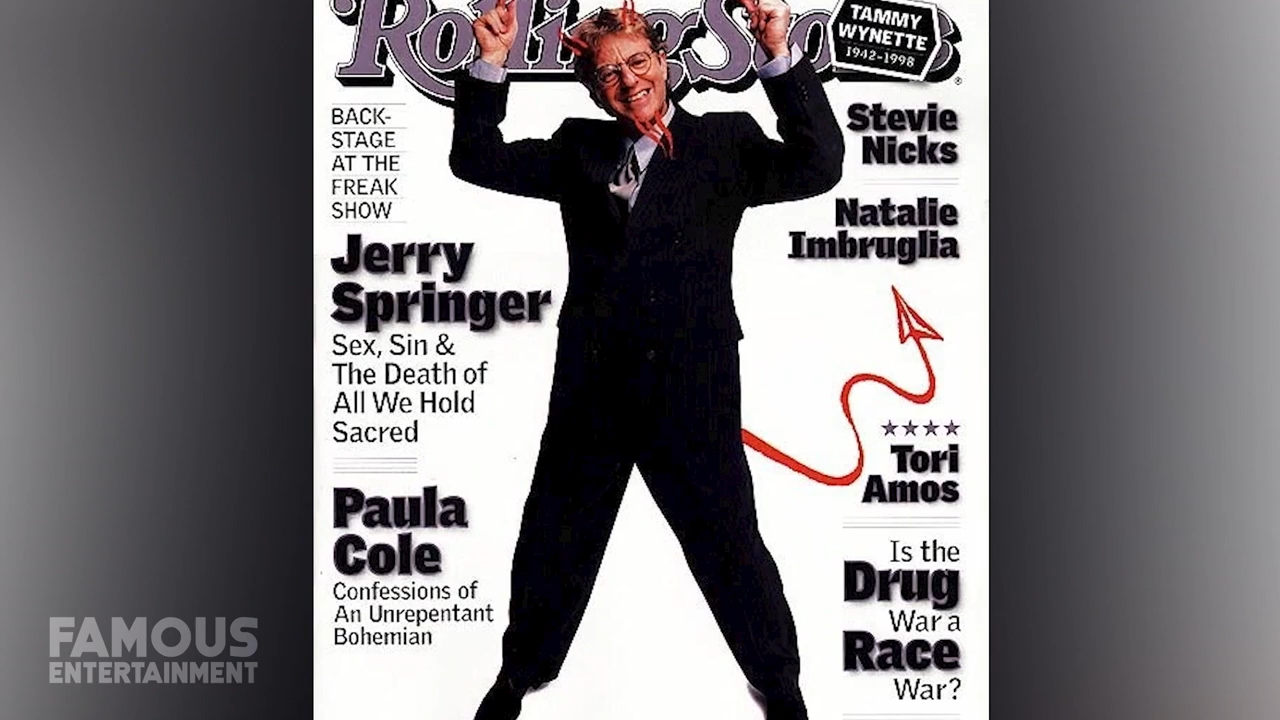 Rolling Stone
TAMMY
WYNETTE
1942-1998
BACK-
STAGE
AT THE
FREAK
SHOW
Jerry
Springer
Sex, Sin &
The Death of
All We Hold
Sacred
Paula
Cole
Confessions of
An Unrepentant
Bohemian
Stevie
Nicks
Natalie
Imbruglia
★★★★
Tori
Amos
Is the
Drug
War a
Race
War?
FAMOUS
ENTERTAINMENT